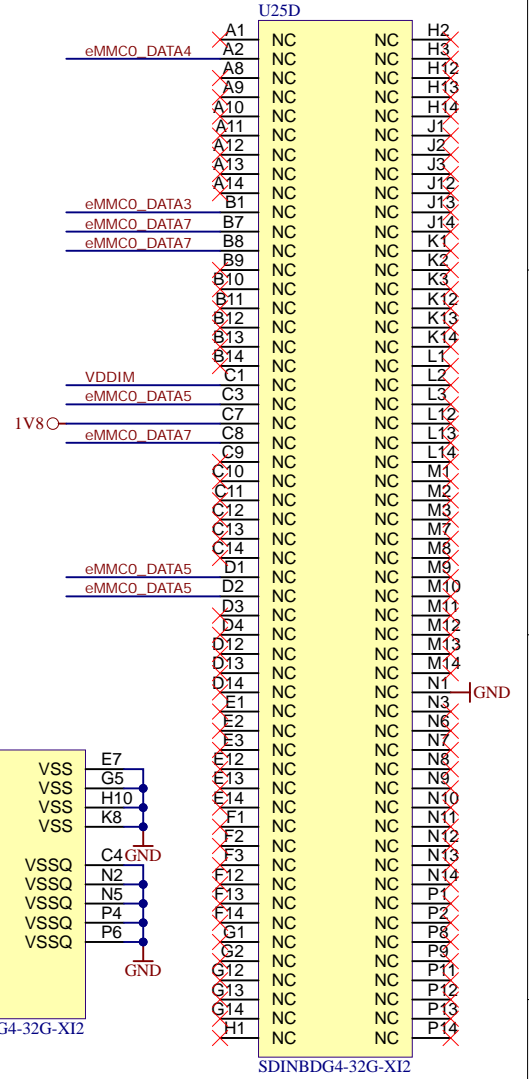 U25D
A1 NC NC H2
eMMC0_DATA4 A2 NC NC H3
A8 NC NC H12
A9 NC NC H13
A10 NC NC H14
A11 NC NC J1
A12 NC NC J2
A13 NC NC J3
A14 NC NC J12
eMMC0_DATA3 B1 NC NC J13
eMMC0_DATA7 B7 NC NC J14
eMMC0_DATA7 B8 NC NC K1
B9 NC NC K2
B10 NC NC K3
B11 NC NC K12
B12 NC NC K13
B13 NC NC K14
B14 NC NC L1
VDDIM C1 NC NC L2
eMMC0_DATA5 C3 NC NC L3
1V8 C7 NC NC L12
eMMC0_DATA7 C8 NC NC L13
C9 NC NC L14
C10 NC NC M1
C11 NC NC M2
C12 NC NC M3
C13 NC NC M7
C14 NC NC M8
eMMC0_DATA5 D1 NC NC M9
eMMC0_DATA5 D2 NC NC M10
D3 NC NC M11
D4 NC NC M12
D12 NC NC M13
D13 NC NC M14
D14 NC NC N1 GND
E1 NC NC N3
E2 NC NC N6
E3 NC NC N7
VSS E7 E12 NC NC N8
VSS G5 E13 NC NC N9
VSS H10 E14 NC NC N10
VSS K8 F1 NC NC N11
F2 NC NC N12
GND
VSSQ C4 F3 NC NC N13
VSSQ N2 F12 NC NC N14
VSSQ N5 F13 NC NC P1
VSSQ P4 F14 NC NC P2
VSSQ P6 G1 NC NC P8
G2 NC NC P9
GND G12 NC NC P11
G13 NC NC P12
G14 NC NC P13
G4-32G-XI2 H1 NC NC P14
SDINBDG4-32G-XI2